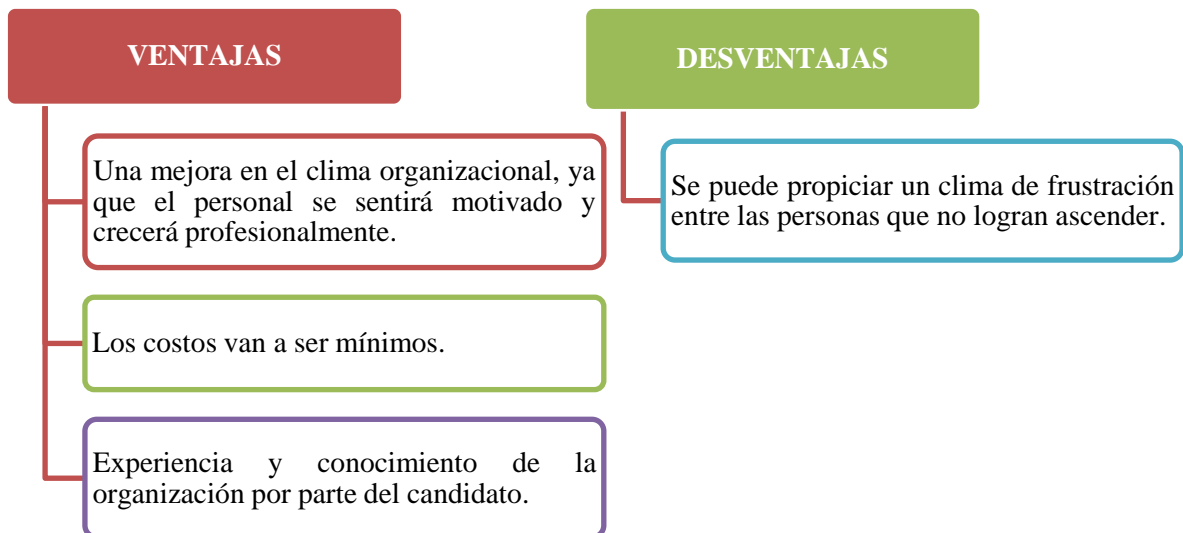 VENTAJAS
Una mejora en el clima organizacional, ya
que el personal se sentirá motivado y
crecerá profesionalmente.
Los costos van a ser mínimos.
Experiencia y conocimiento de la
organización por parte del candidato.
DESVENTAJAS
Se puede propiciar un clima de frustración
entre las personas que no logran ascender.